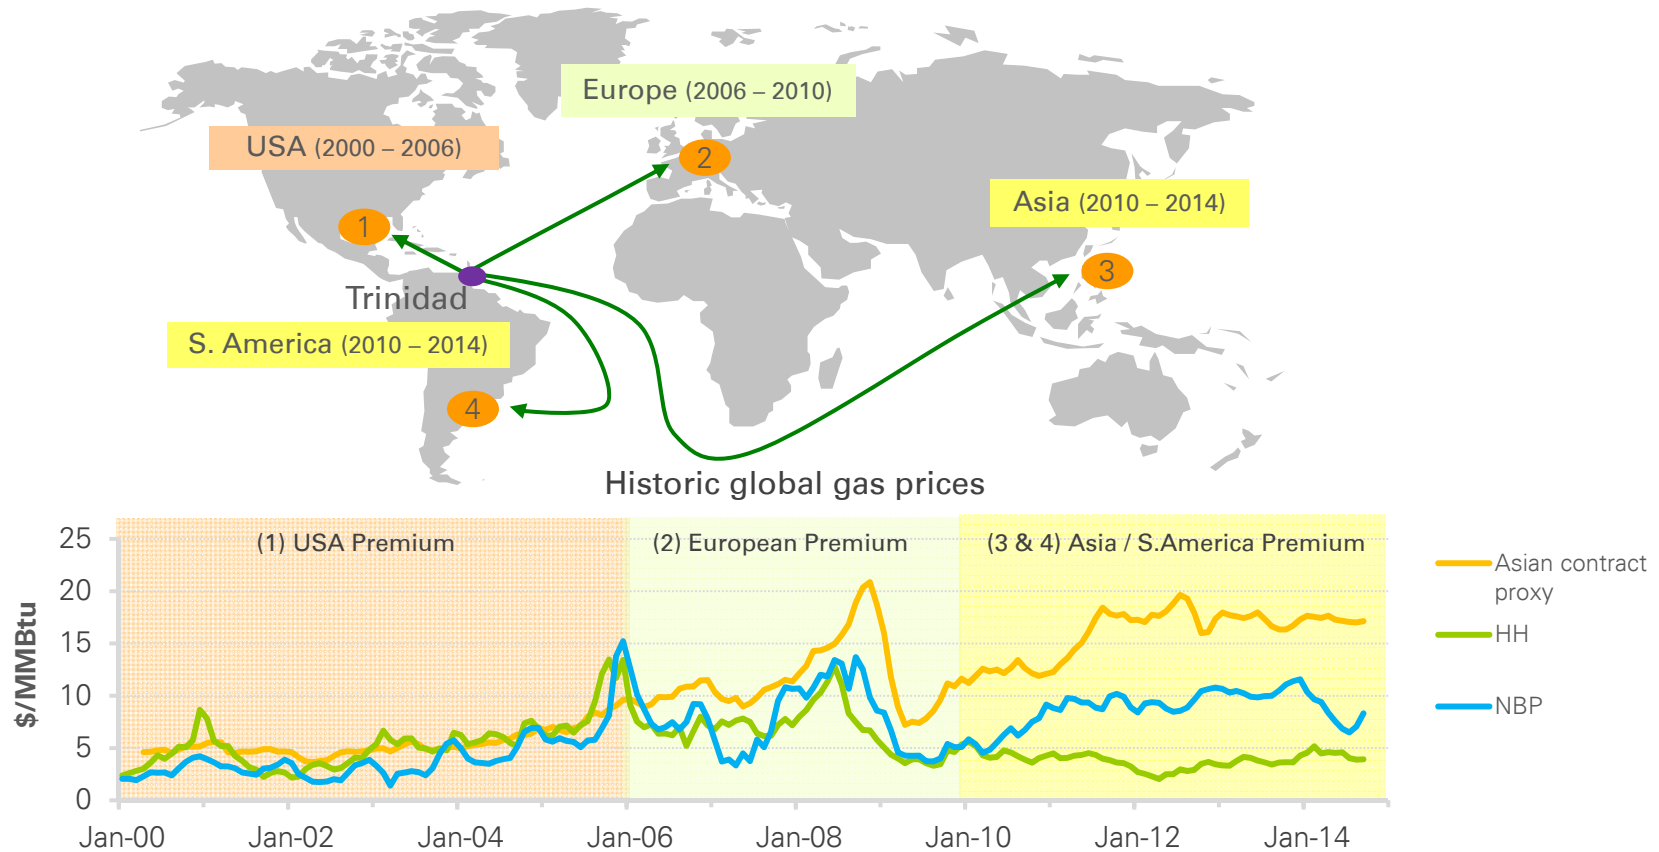 Europe (2006 – 2010)
USA (2000 – 2006)
2
Asia (2010 – 2014)
1
3
Trinidad
S. America (2010 – 2014)
4
Historic global gas prices
(1) USA Premium
(2) European Premium
(3 & 4) Asia / S.America Premium
$/MMBtu
25
20
15
10
5
0
Jan-00
Jan-02
Jan-04
Jan-06
Jan-08
Jan-10
Jan-12
Jan-14
Asian contract
proxy
HH
NBP